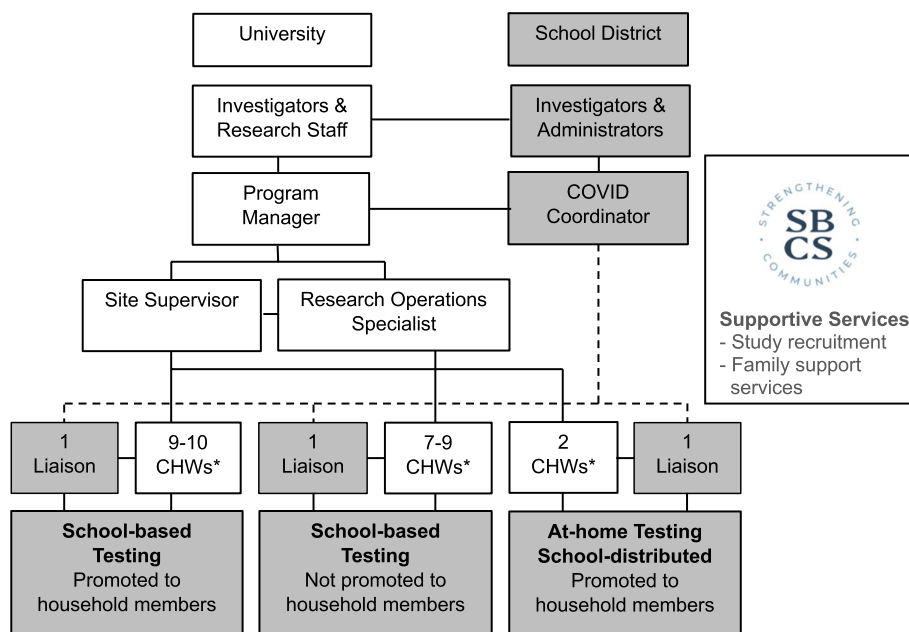 University
School District
Investigators &
Research Staff
Investigators &
Administrators
Program
Manager
COVID
Coordinator
STRENGTHENING
SB
CS
COMMUNITIES
Site Supervisor
Research Operations
Specialist
Supportive Services
- Study recruitment
- Family support
services
1
Liaison
9-10
CHWs*
1
Liaison
7-9
CHWs*
2
CHWs*
1
Liaison
School-based
Testing
Promoted to
household members
School-based
Testing
Not promoted to
household members
At-home Testing
School-distributed
Promoted to
household members